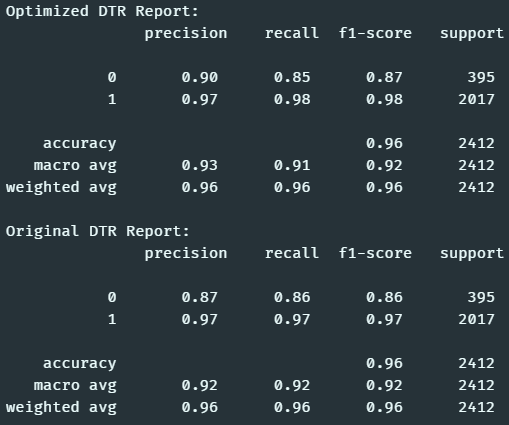 Optimized DTR Report:
precision recall f1-score support
0 0.90 0.85 0.87 395
1 0.97 0.98 0.98 2017
accuracy 0.96 2412
macro avg 0.93 0.91 0.92 2412
weighted avg 0.96 0.96 0.96 2412
Original DTR Report:
precision recall f1-score support
0 0.87 0.86 0.86 395
1 0.97 0.97 0.97 2017
accuracy 0.96 2412
macro avg 0.92 0.92 0.92 2412
weighted avg 0.96 0.96 0.96 2412